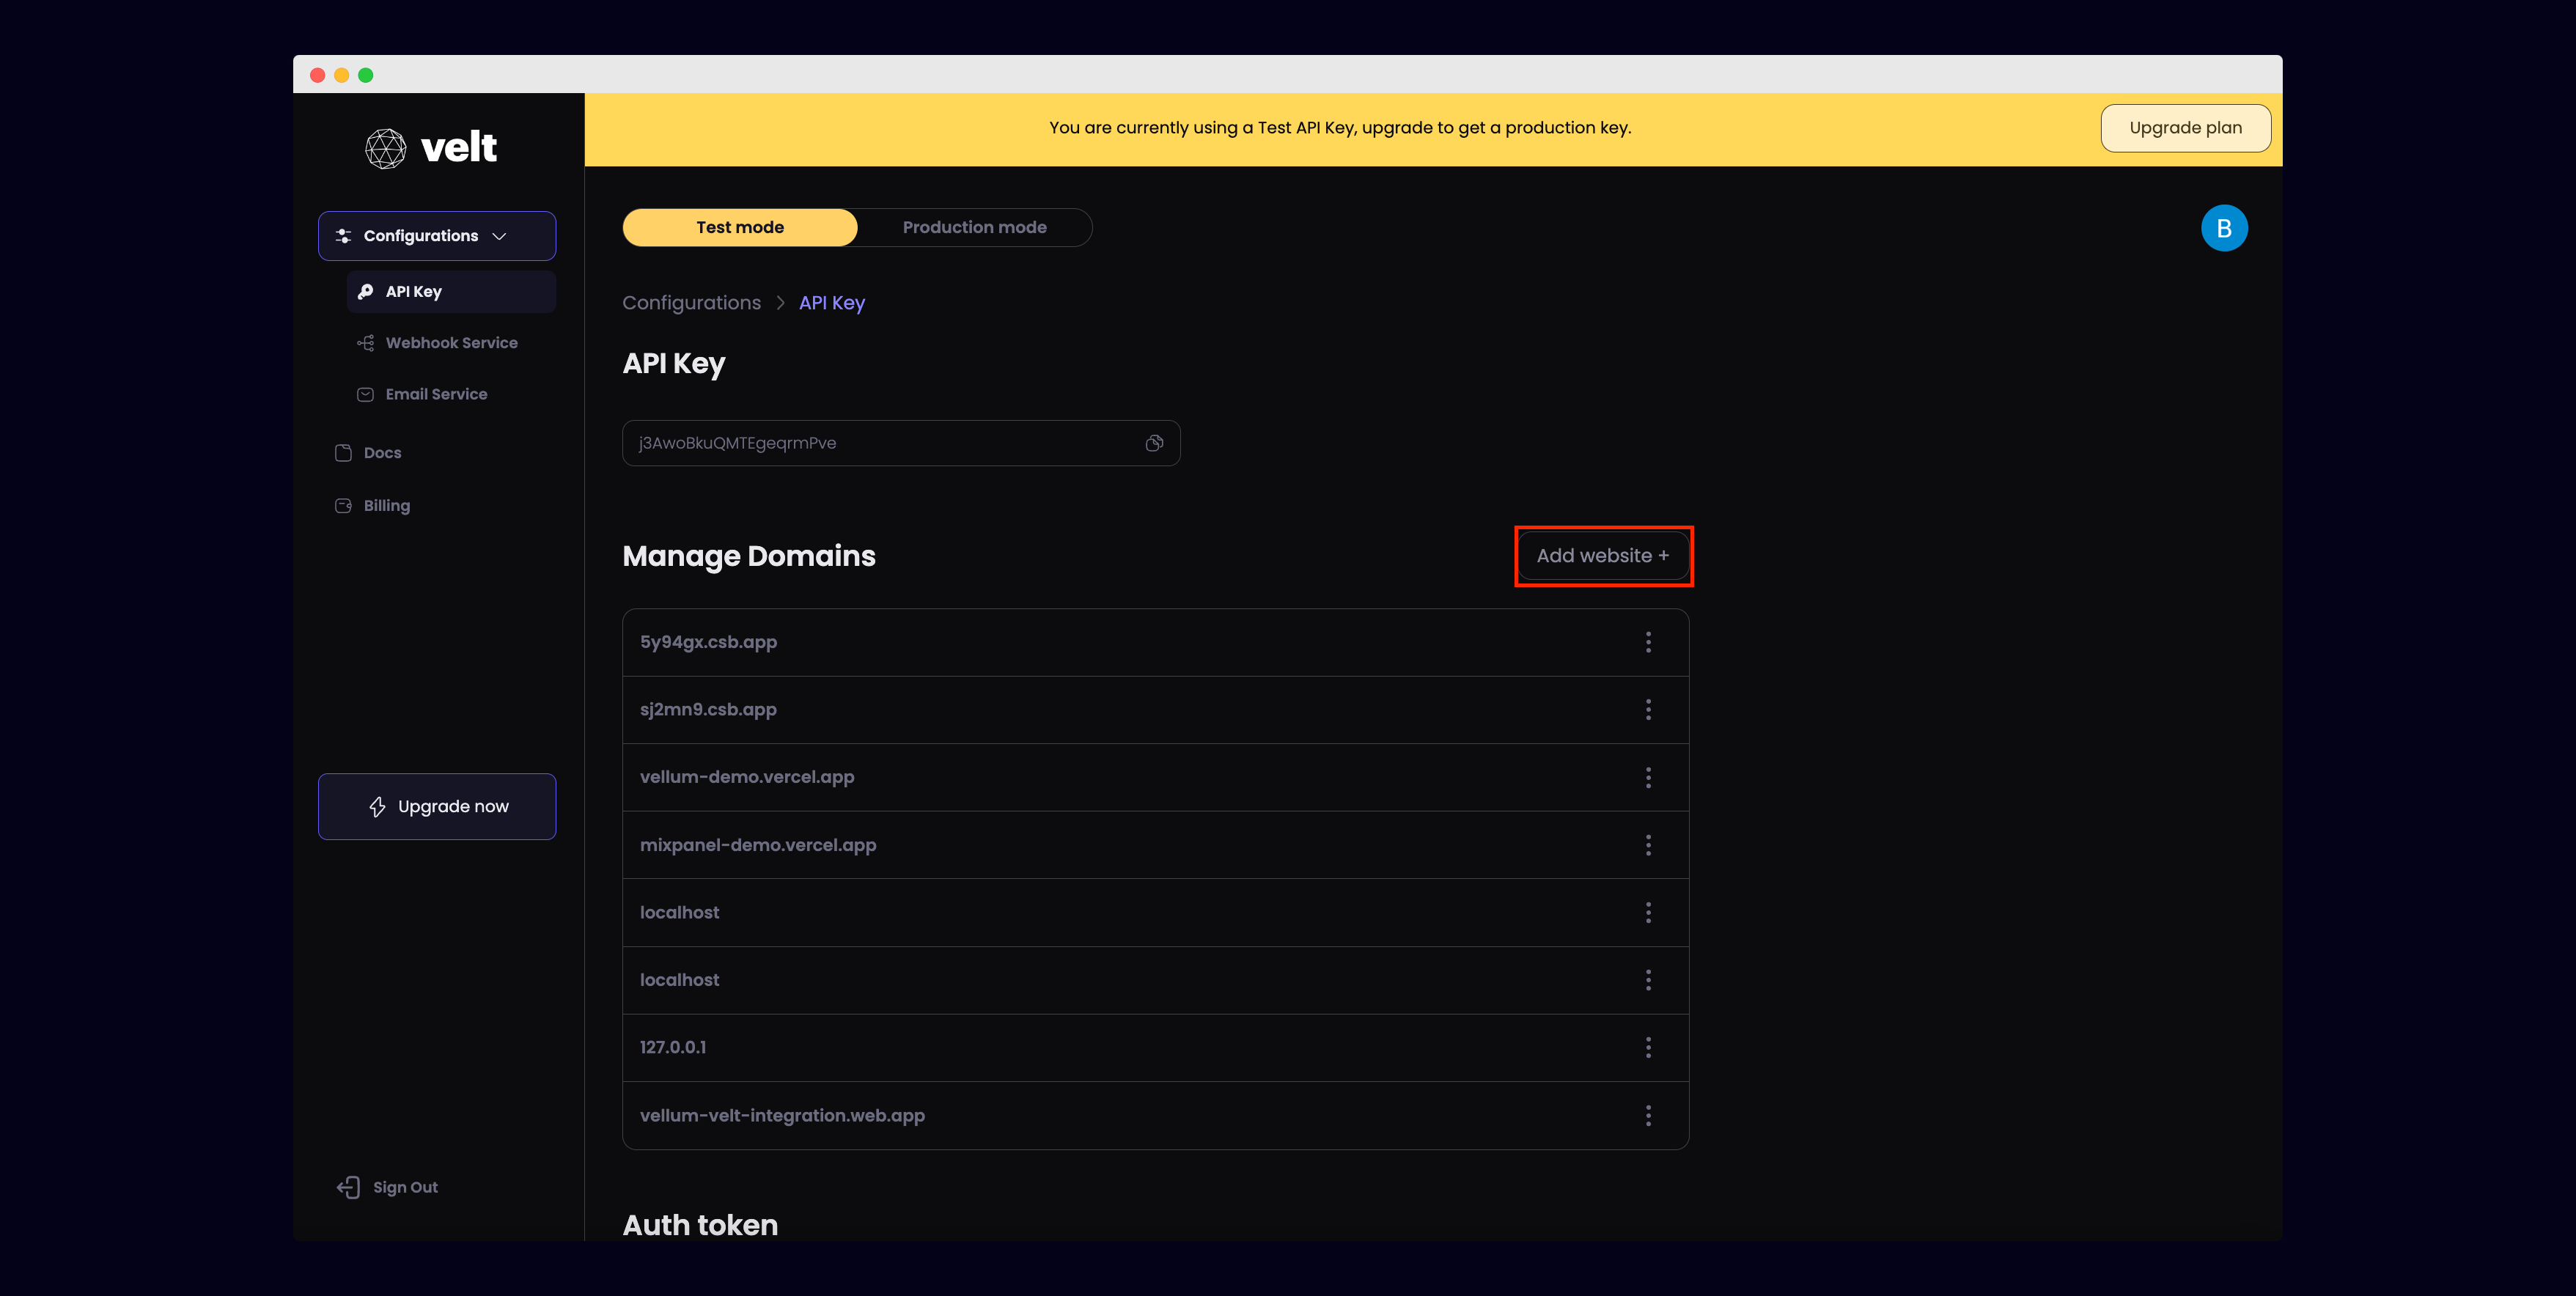 velt
You are currently using a Test API Key, upgrade to get a production key.
Upgrade plan
Configurations
API Key
Webhook Service
Email Service
Docs
Billing
Upgrade now
Sign Out
Test mode
Production mode
B
Configurations > API Key
API Key
j3AwoBkuQMTEgeqrmPve
Manage Domains
Add website +
5y94gx.csb.app
sj2mn9.csb.app
vellum-demo.vercel.app
mixpanel-demo.vercel.app
localhost
localhost
127.0.0.1
vellum-velt-integration.web.app
Auth token